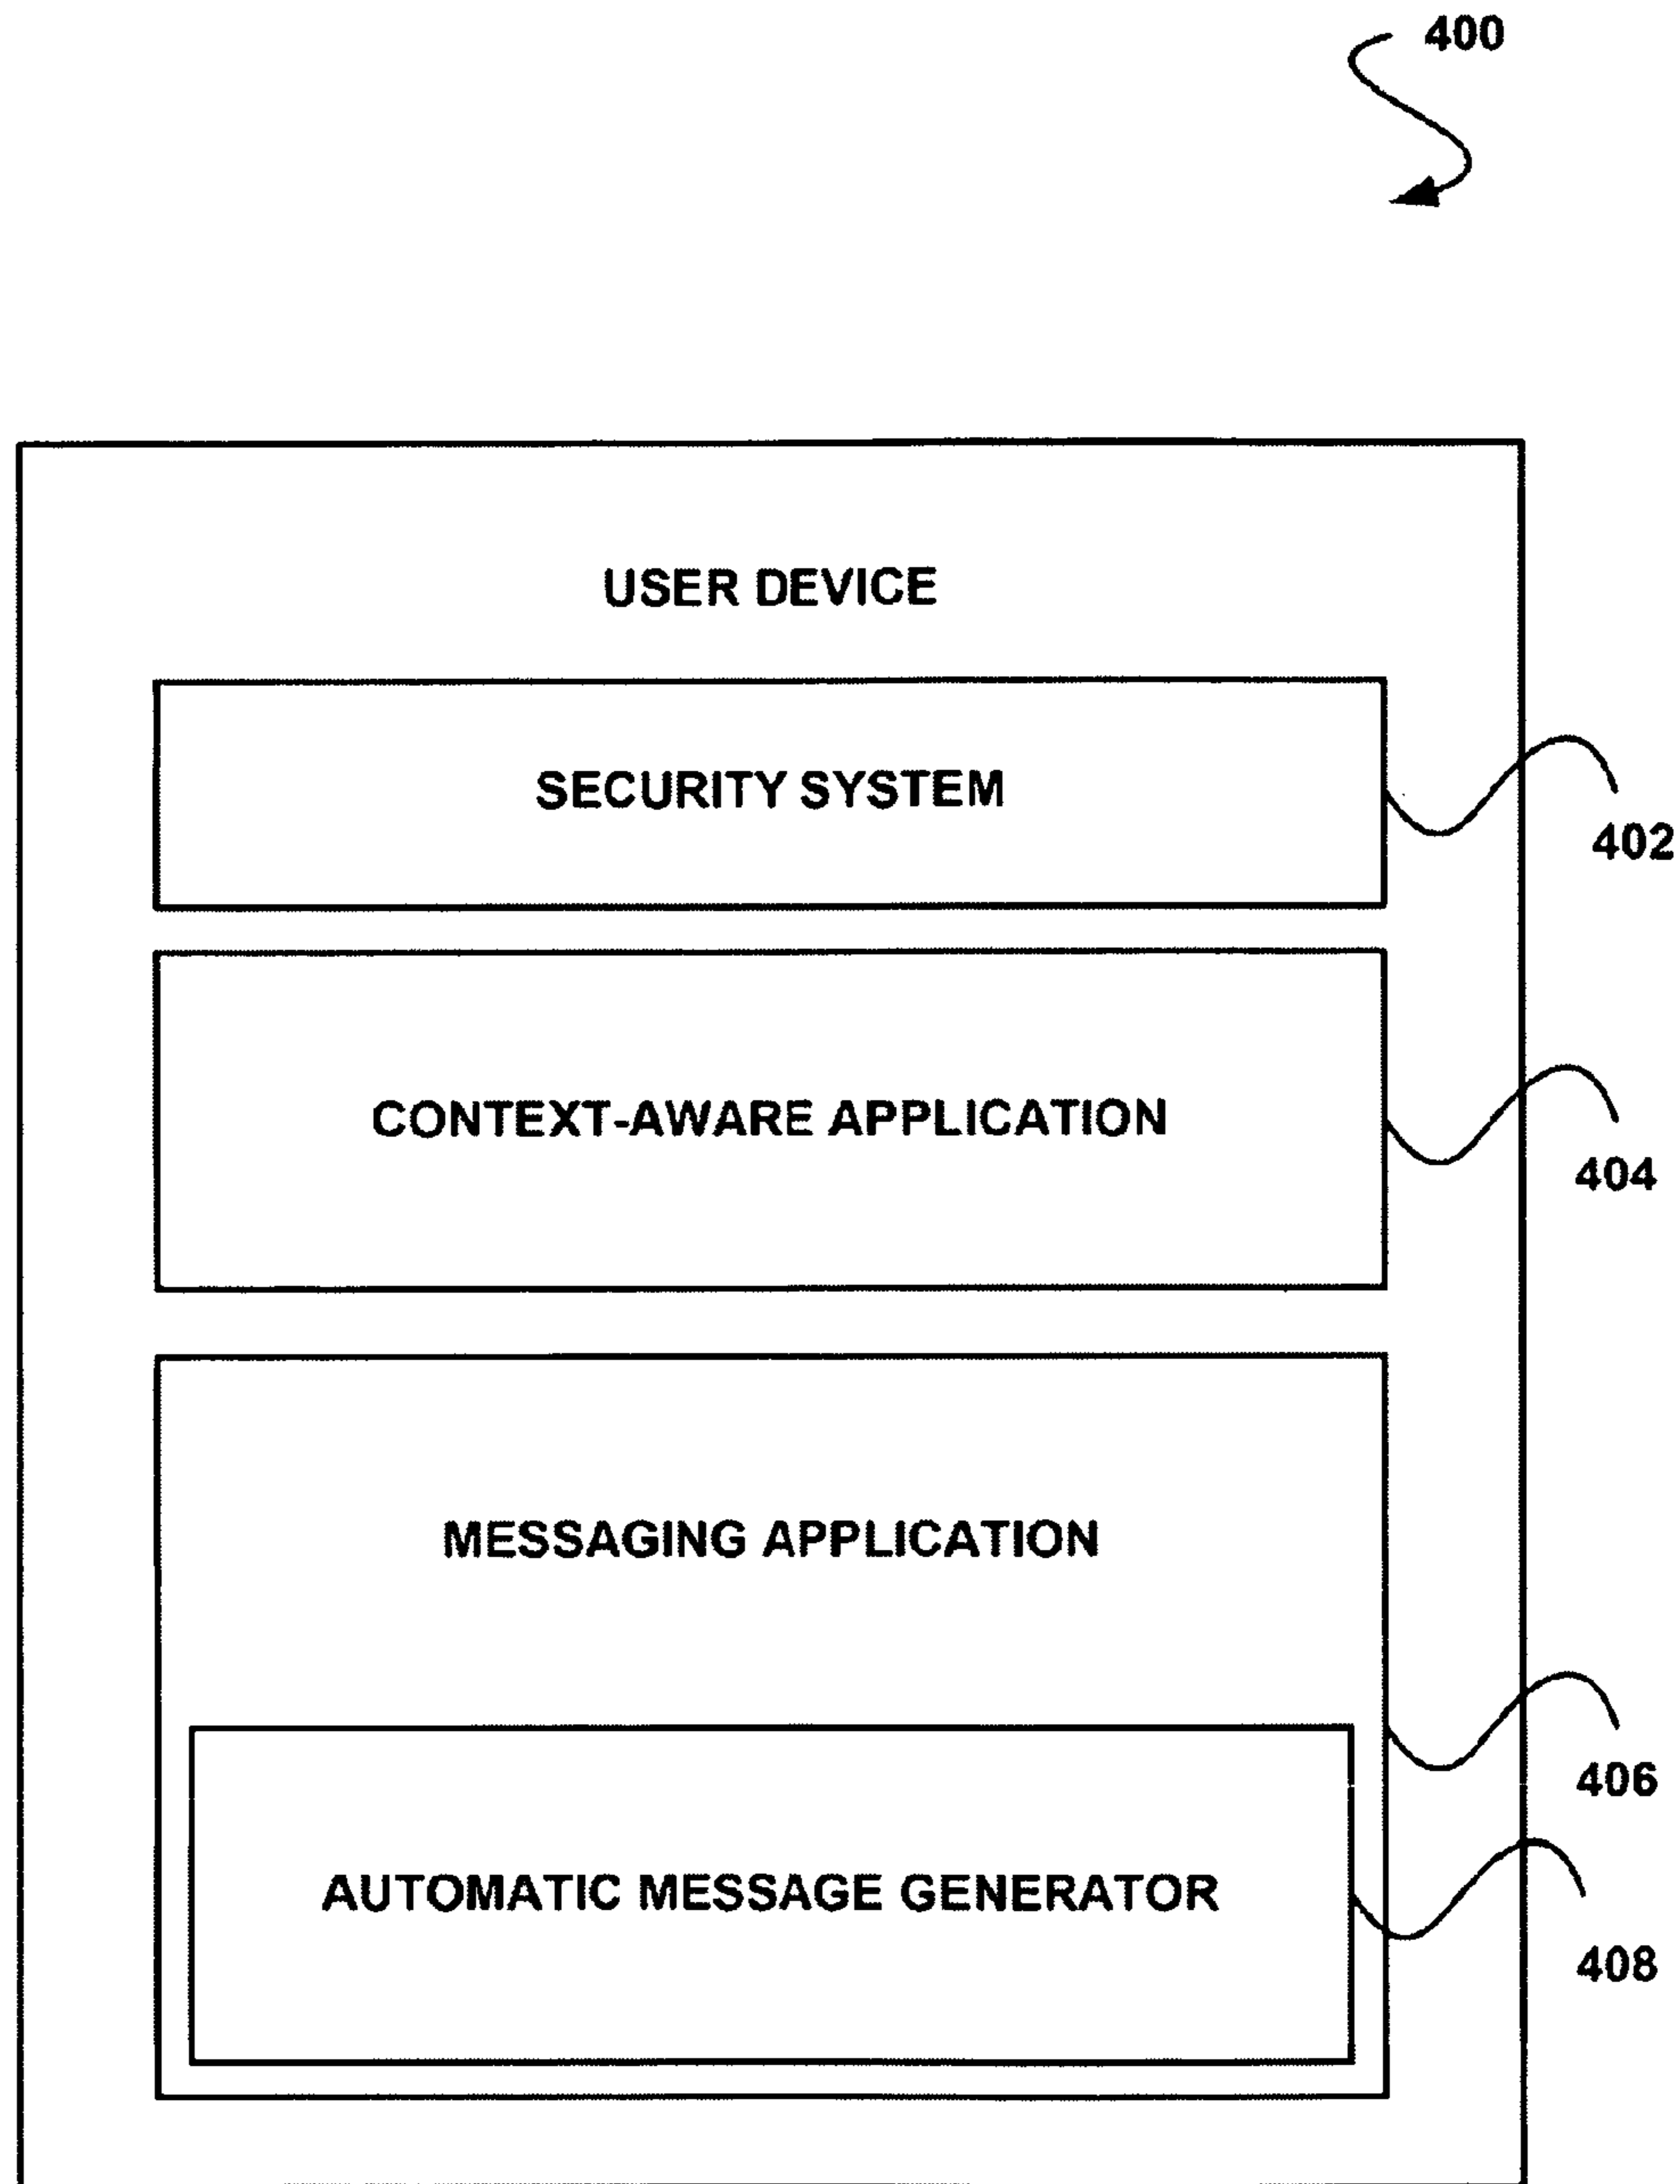 400
USER DEVICE
SECURITY SYSTEM
402
CONTEXT-AWARE APPLICATION
404
MESSAGING APPLICATION
406
AUTOMATIC MESSAGE GENERATOR
408